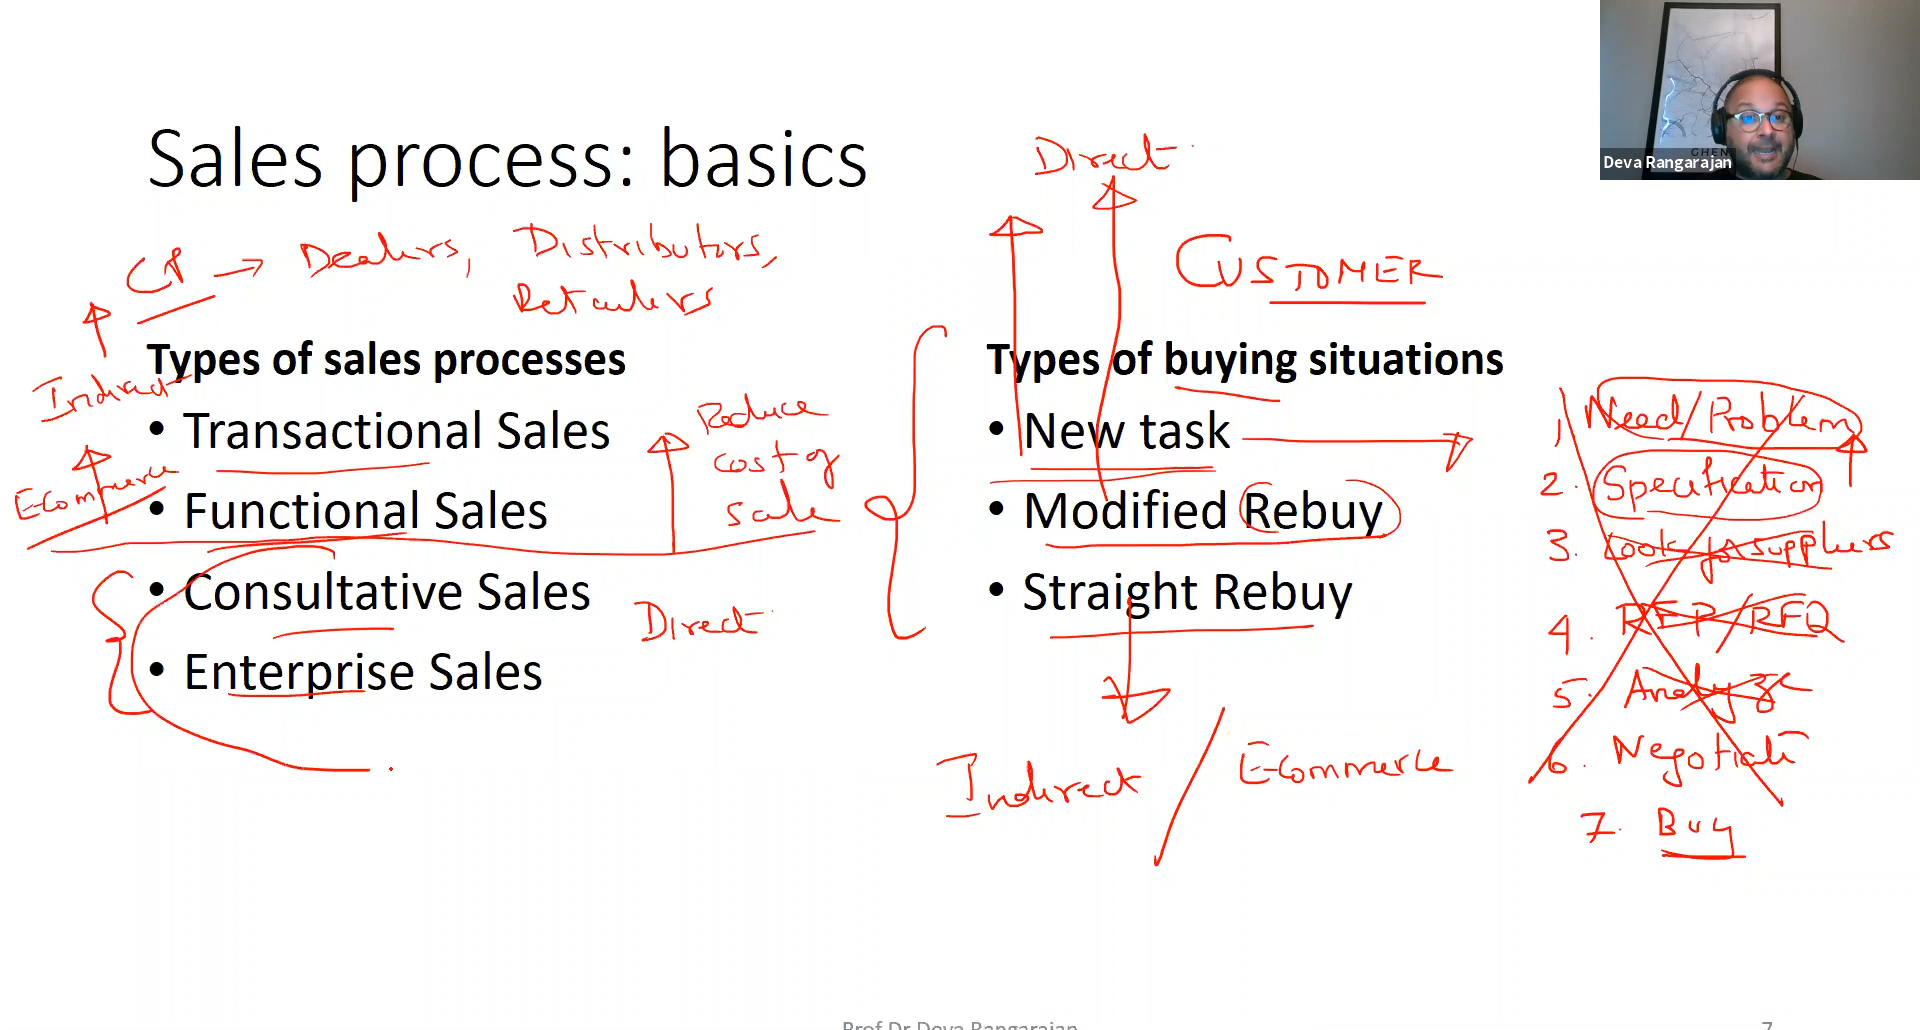 Sales process: basics
Direct
CUSTOMER
GHEN
Deva Rangarajan
CP → Dealers, Distributors,
Retailers
Types of sales processes
Indirect
• Transactional Sales
E-Commerce
• Functional Sales
• Consultative Sales
• Enterprise Sales
Reduce
cost of
sale
Direct
Types of buying situations
• New task
• Modified Rebuy
• Straight Rebuy
Indirect / E-Commerce
1, Need/Problem
2. Specification
3. Look for suppliers
4. RFP/RFQ
5. Analyze
6. Negotiate
7. Buy
Prof Dr Deva Rangarajan
7